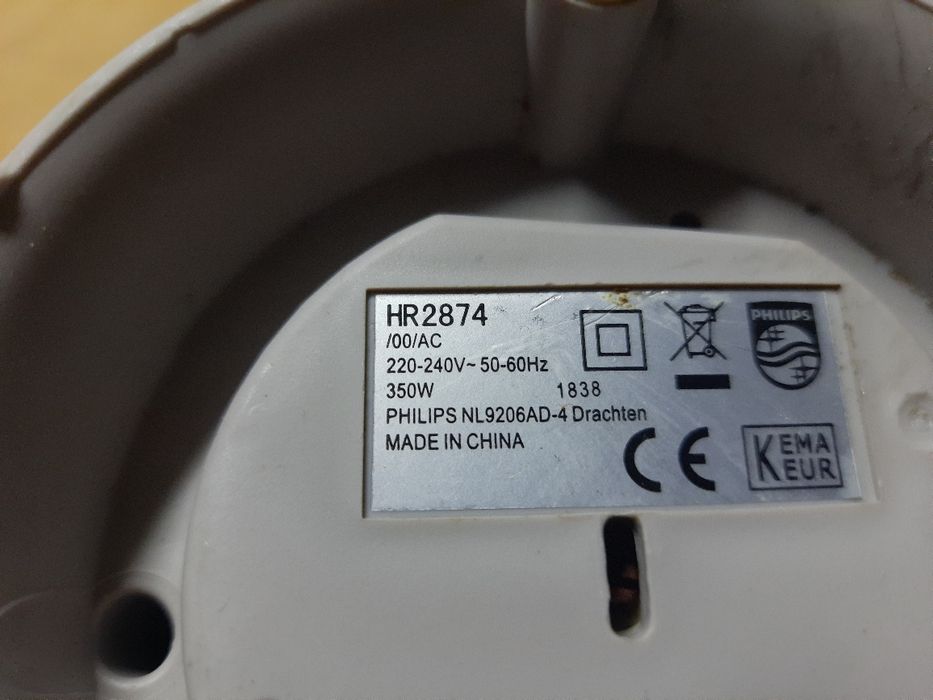 HR2874
/00/AC
220-240V~ 50-60Hz
350W 1838
PHILIPS NL9206AD-4 Drachten
MADE IN CHINA
PHILIPS
CE
KEMA
KEUR